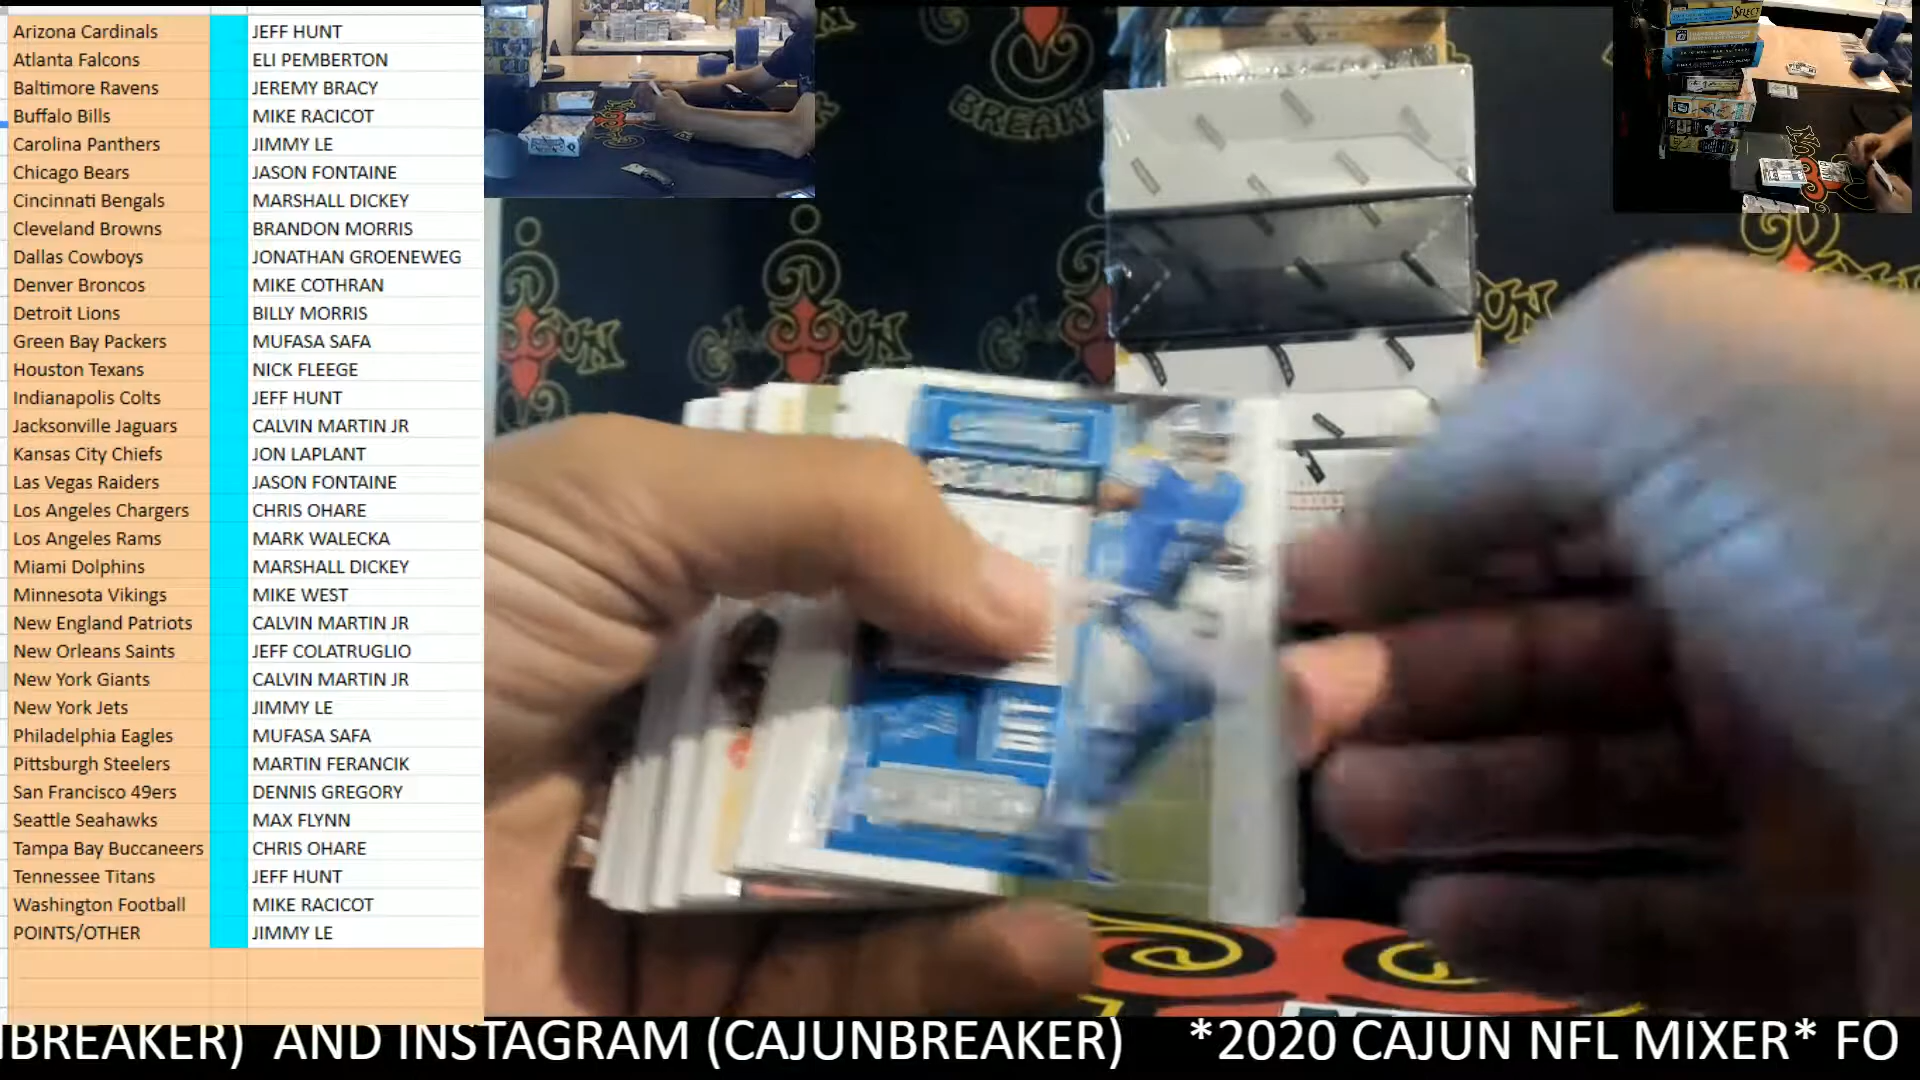 Arizona Cardinals JEFF HUNT
Atlanta Falcons ELI PEMBERTON
Baltimore Ravens JEREMY BRACY
Buffalo Bills MIKE RACICOT
Carolina Panthers JIMMY LE
Chicago Bears JASON FONTAINE
Cincinnati Bengals MARSHALL DICKEY
Cleveland Browns BRANDON MORRIS
Dallas Cowboys JONATHAN GROENEWEG
Denver Broncos MIKE COTHRAN
Detroit Lions BILLY MORRIS
Green Bay Packers MUFASA SAFA
Houston Texans NICK FLEEGE
Indianapolis Colts JEFF HUNT
Jacksonville Jaguars CALVIN MARTIN JR
Kansas City Chiefs JON LAPLANT
Las Vegas Raiders JASON FONTAINE
Los Angeles Chargers CHRIS OHARE
Los Angeles Rams MARK WALECKA
Miami Dolphins MARSHALL DICKEY
Minnesota Vikings MIKE WEST
New England Patriots CALVIN MARTIN JR
New Orleans Saints JEFF COLATRUGLIO
New York Giants CALVIN MARTIN JR
New York Jets JIMMY LE
Philadelphia Eagles MUFASA SAFA
Pittsburgh Steelers MARTIN FERANCIK
San Francisco 49ers DENNIS GREGORY
Seattle Seahawks MAX FLYNN
Tampa Bay Buccaneers CHRIS OHARE
Tennessee Titans JEFF HUNT
Washington Football MIKE RACICOT
POINTS/OTHER JIMMY LE
BREAKER
SELECT
BREAKER) AND INSTAGRAM (CAJUNBREAKER) *2020 CAJUN NFL MIXER* FO